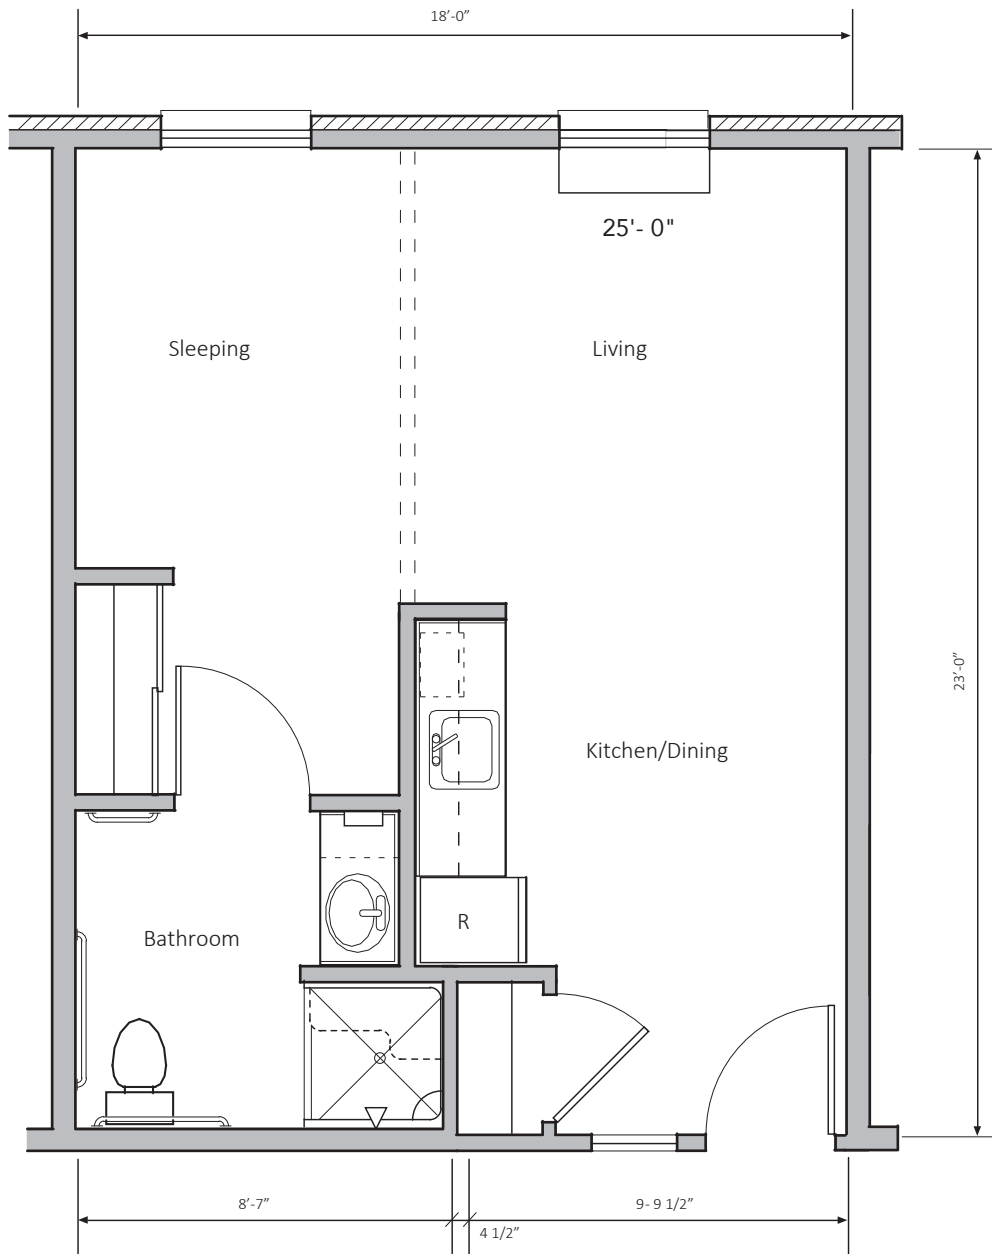 18’-0”
25'- 0"
Sleeping
Living
23’-0”
Kitchen/Dining
R
Bathroom
8’-7”
9- 9 1/2”
4 1/2”